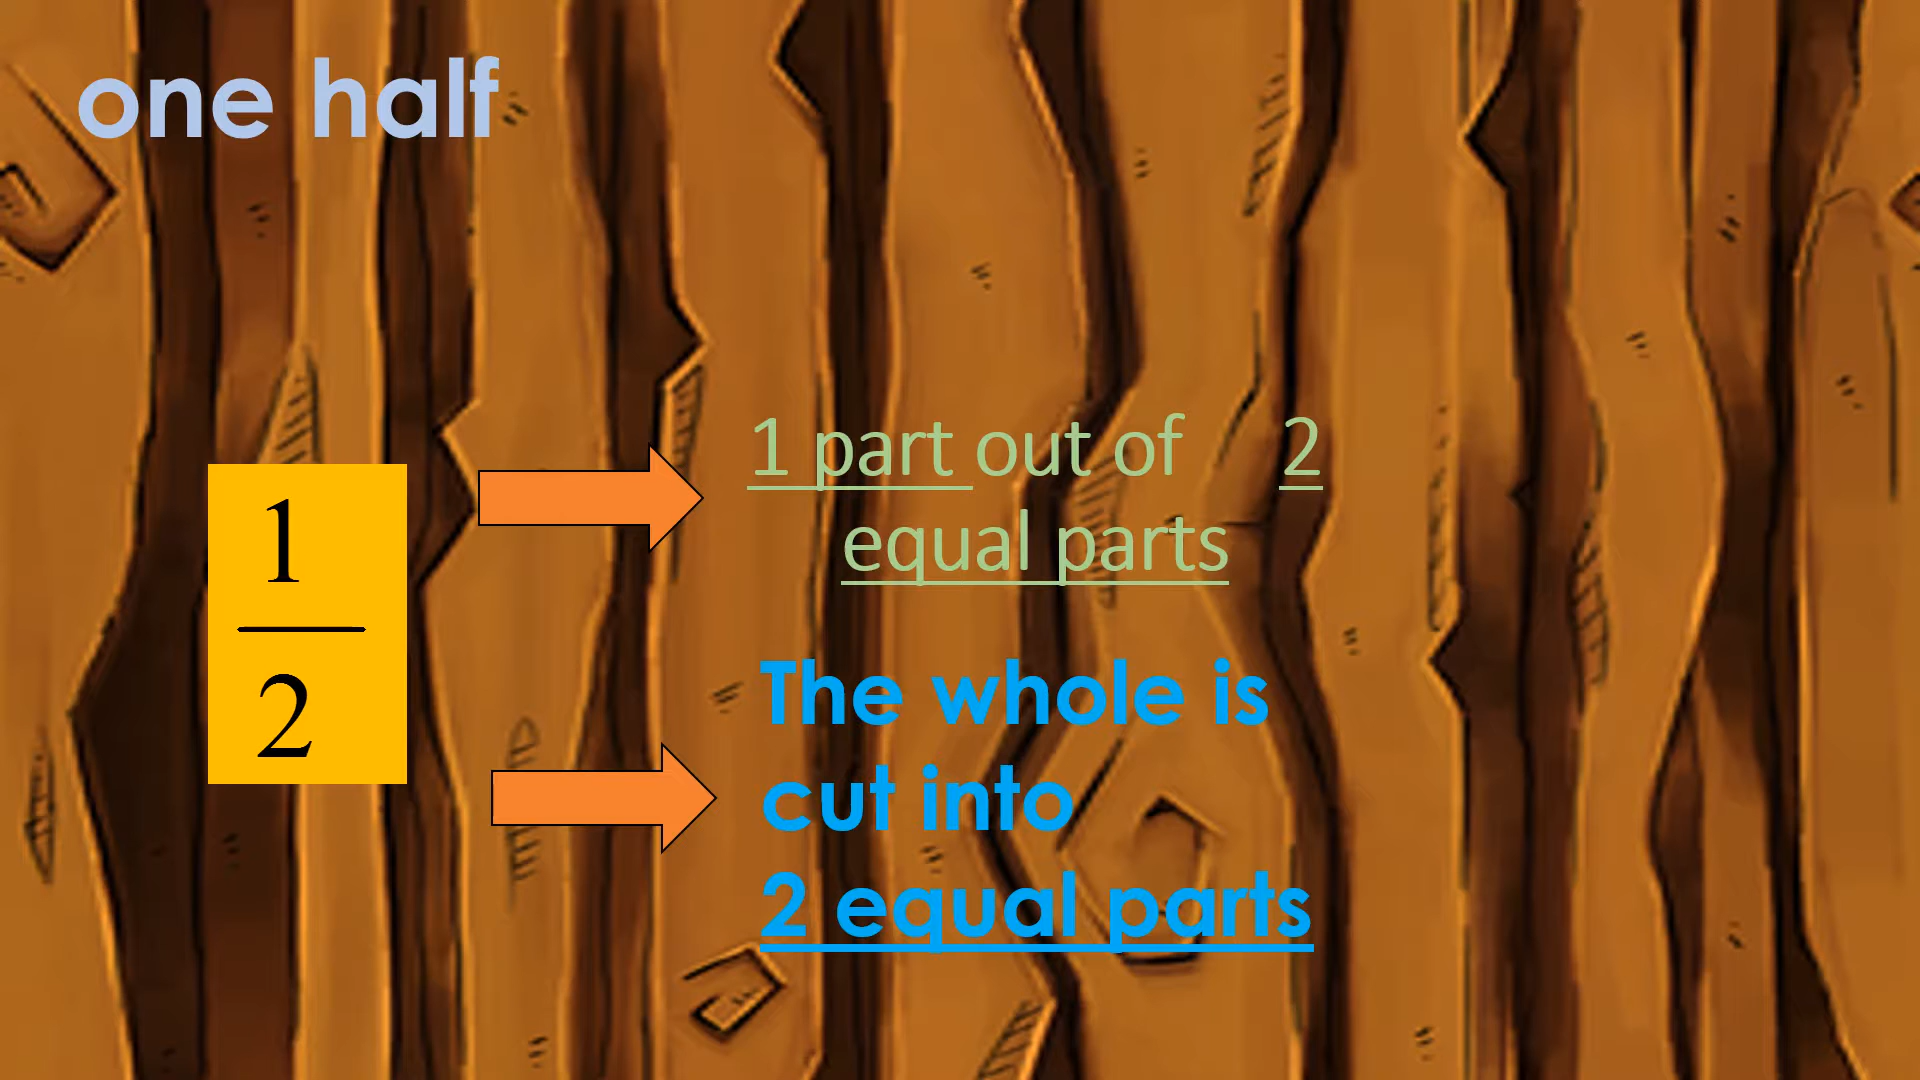 one half
1
2
1 part out of 2
equal parts
The whole is
cut into
2 equal parts